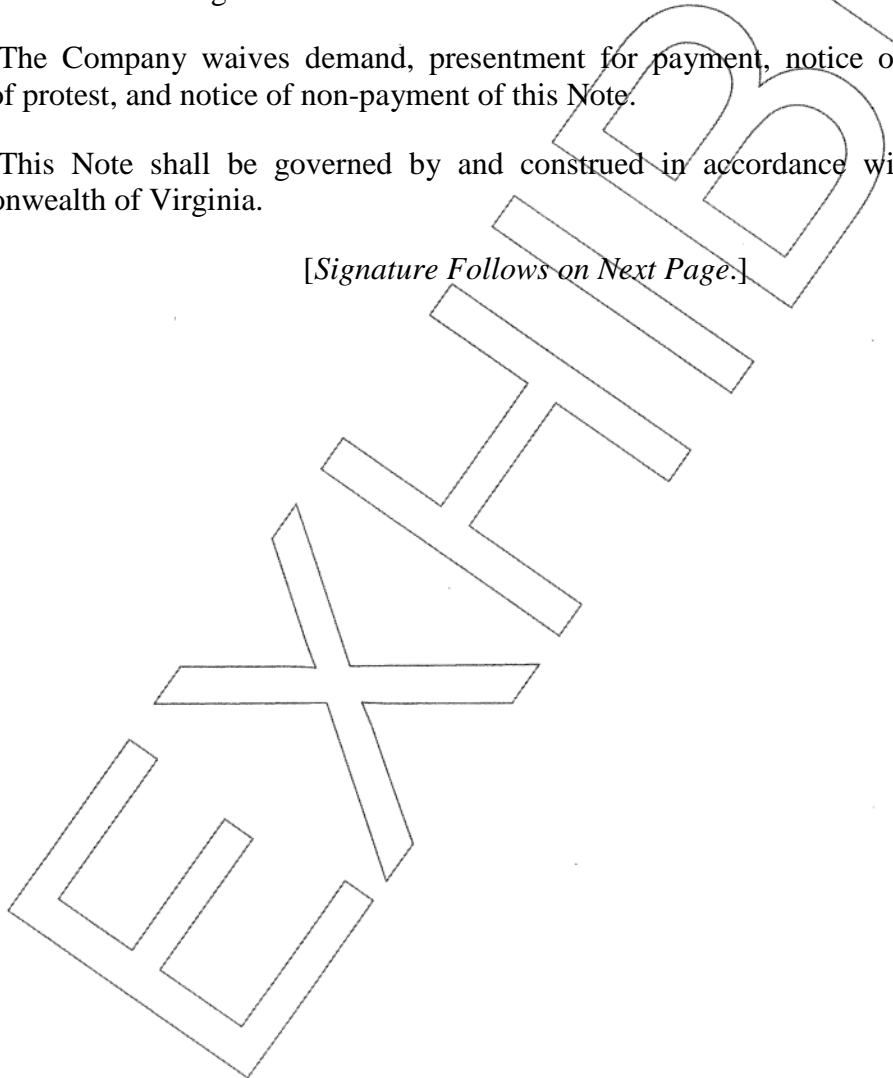 The Company waives demand, presentment for payment, notice o
of protest, and notice of non-payment of this Note.
This Note shall be governed by and construed in accordance wi
onwealth of Virginia.
[Signature Follows on Next Page.]
EXHIB